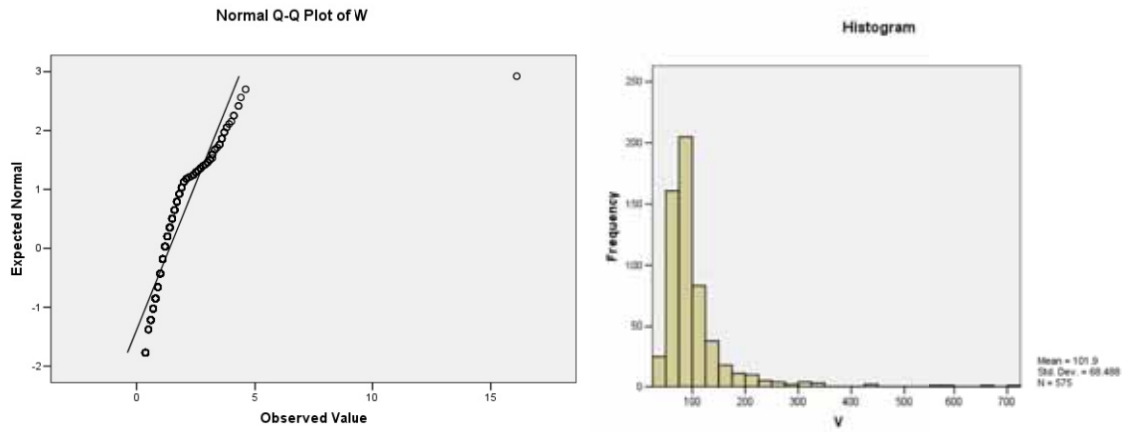 Normal Q-Q Plot of W
3
2
1
0
-1
-2
Expected Normal
0 5 10 15
Observed Value
Histogram
250
200
150
100
50
0
Frequency
100 200 300 400 500 600 700
V
Mean = 101.9
Std. Dev. = 68.488
N = 575